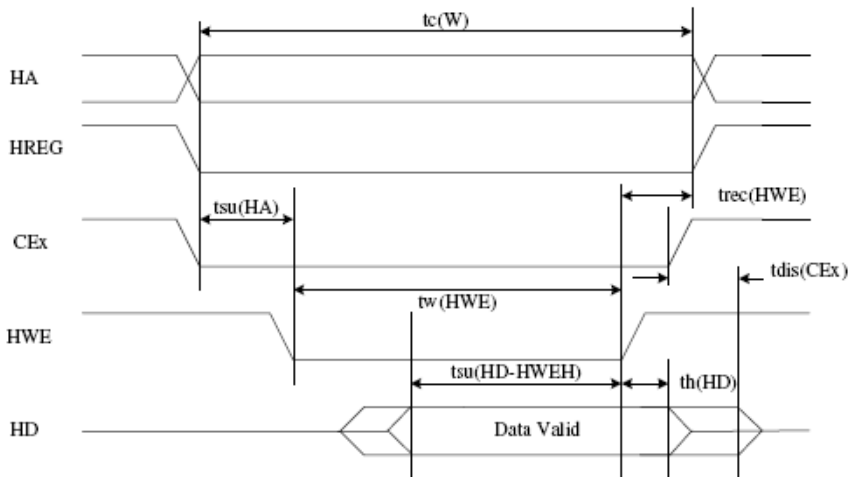 tc(W)
HA
HREG
trec(HWE)
tsu(HA)
CEx
tdis(CEx)
tw(HWE)
HWE
tsu(HD-HWEH)
th(HD)
HD
Data Valid